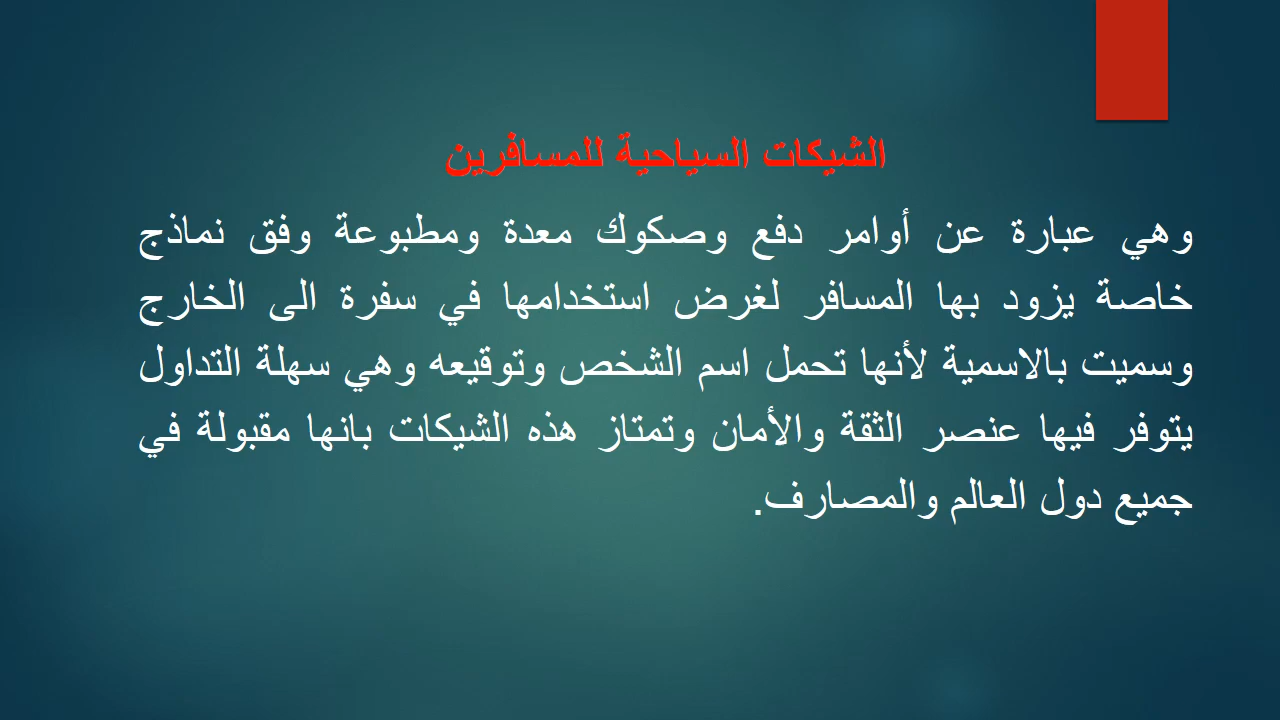 الشيكات السياحية للمسافرين
وهي عبارة عن أوامر دفع وصكوك معدة ومطبوعة وفق نماذج
خاصة يزود بها المسافر لغرض استخدامها في سفرة الى الخارج
وسميت بالاسمية لأنها تحمل اسم الشخص وتوقيعه وهي سهلة التداول
يتوفر فيها عنصر الثقة والأمان وتمتاز هذه الشيكات بانها مقبولة في
جميع دول العالم والمصارف.